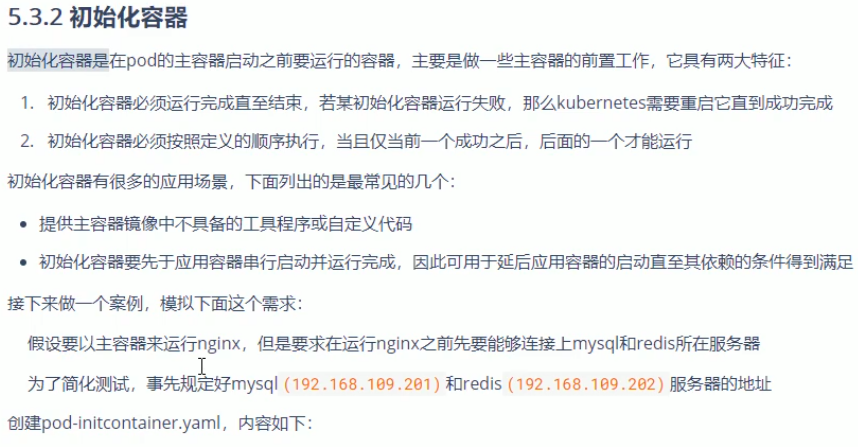 5.3.2 初始化容器
初始化容器是在pod的主容器启动之前要运行的容器，主要是做一些主容器的前置工作，它具有两大特征：
1. 初始化容器必须运行完成直至结束，若某初始化容器运行失败，那么kubernetes需要重启它直到成功完成
2. 初始化容器必须按照定义的顺序执行，当且仅当前一个成功之后，后面的一个才能运行
初始化容器有很多的应用场景，下面列出的是最常见的几个：
• 提供主容器镜像中不具备的工具程序或自定义代码
• 初始化容器要先于应用容器串行启动并运行完成，因此可用于延后应用容器的启动直至其依赖的条件得到满足
接下来做一个案例，模拟下面这个需求：
假设要以主容器来运行nginx，但是要求在运行nginx之前先要能够连接上mysql和redis所在服务器
为了简化测试，事先规定好mysql(192.168.109.201)和redis(192.168.109.202)服务器的地址
创建pod-initcontainer.yaml，内容如下：